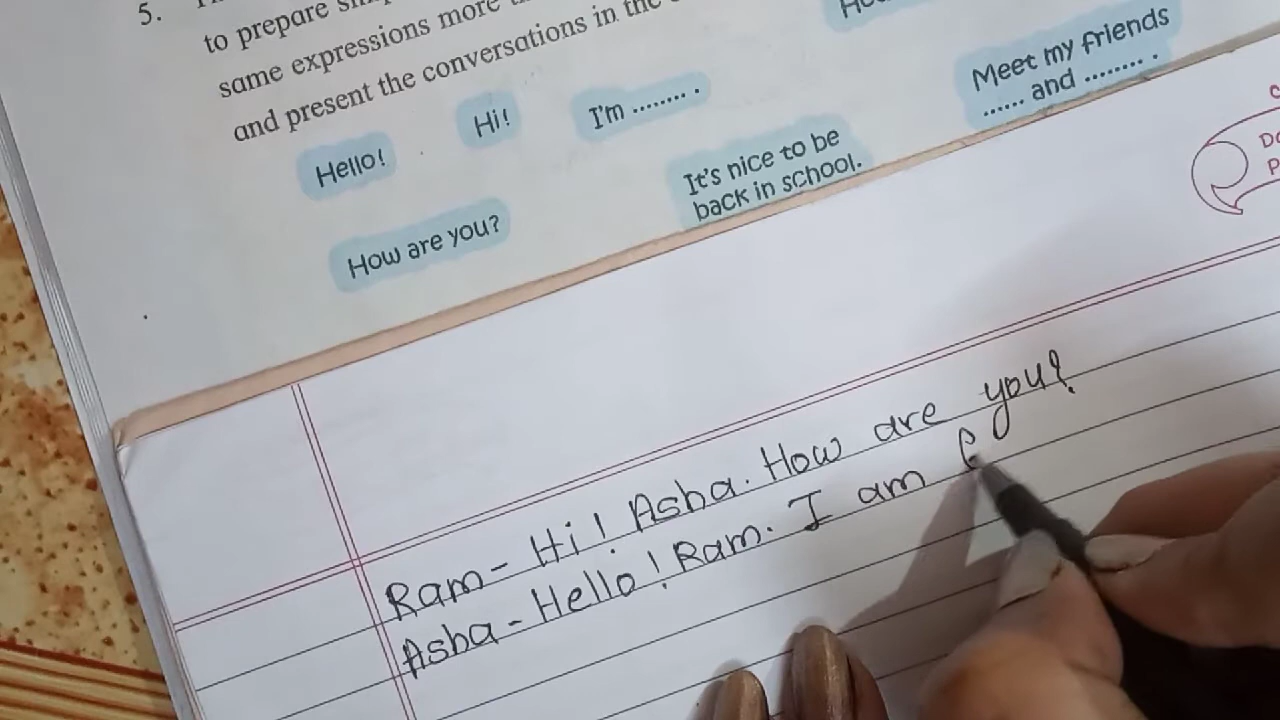 5.
to prepare
same expressions more
and present the conversations in the
Hello!
Hi!
I'm ........ .
Meet my friends
...... and ........ .
How are you?
It's nice to be
back in school.
Ram - Hi! Asha. How are you?
Asha - Hello! Ram. I am